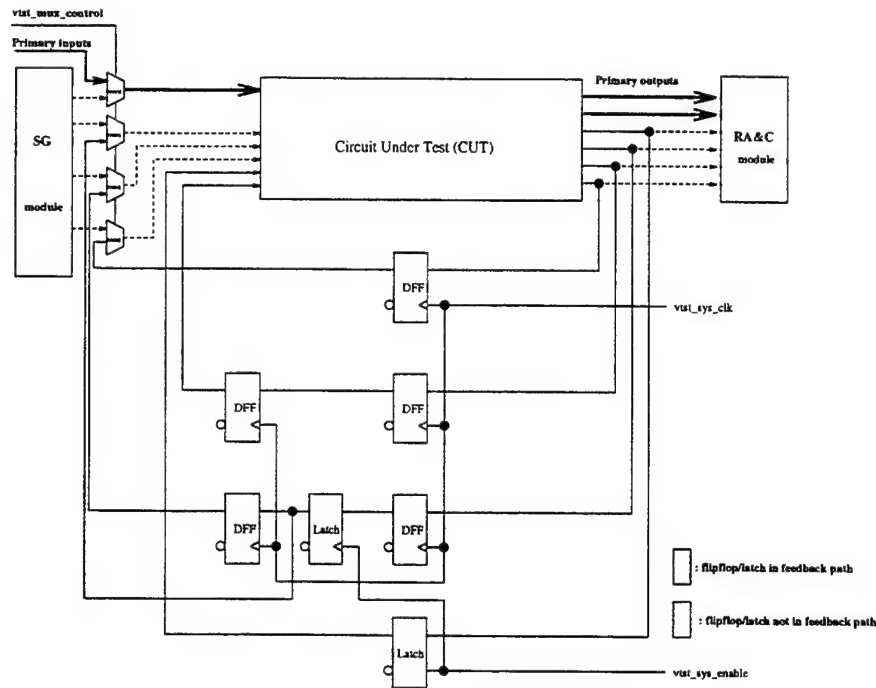 vtst_mux_control
Primary inputs
SG
module
Circuit Under Test (CUT)
Primary outputs
RA&C
module
DFF
vtst_sys_clk
DFF
DFF
DFF
Latch
DFF
: flipflop/latch in feedback path
: flipflop/latch not in feedback path
Latch
vtst_sys_enable